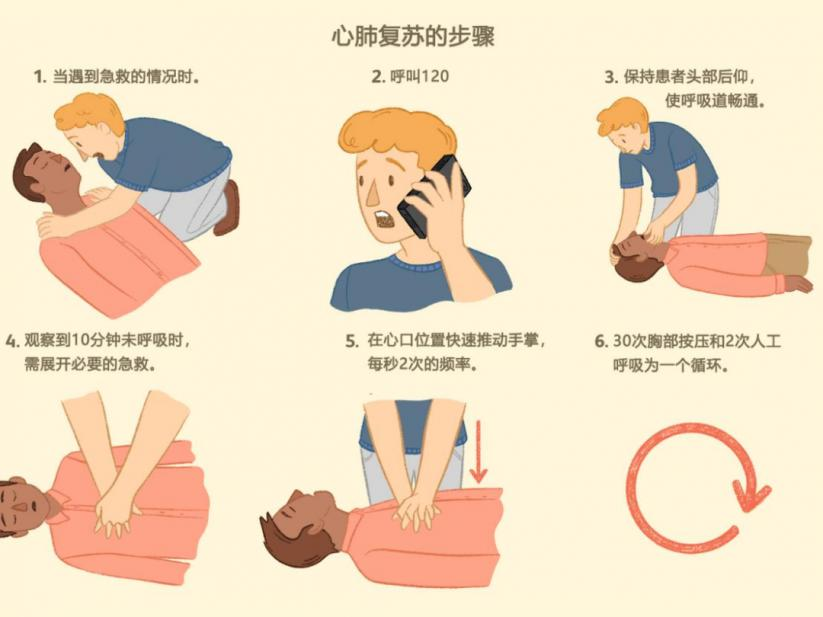 心肺复苏的步骤
1. 当遇到急救的情况时。
2. 呼叫120
3. 保持患者头部后仰，
使呼吸道畅通。
4. 观察到10分钟未呼吸时，
需展开必要的急救。
5. 在心口位置快速推动手掌，
每秒2次的频率。
6. 30次胸部按压和2次人工
呼吸为一个循环。